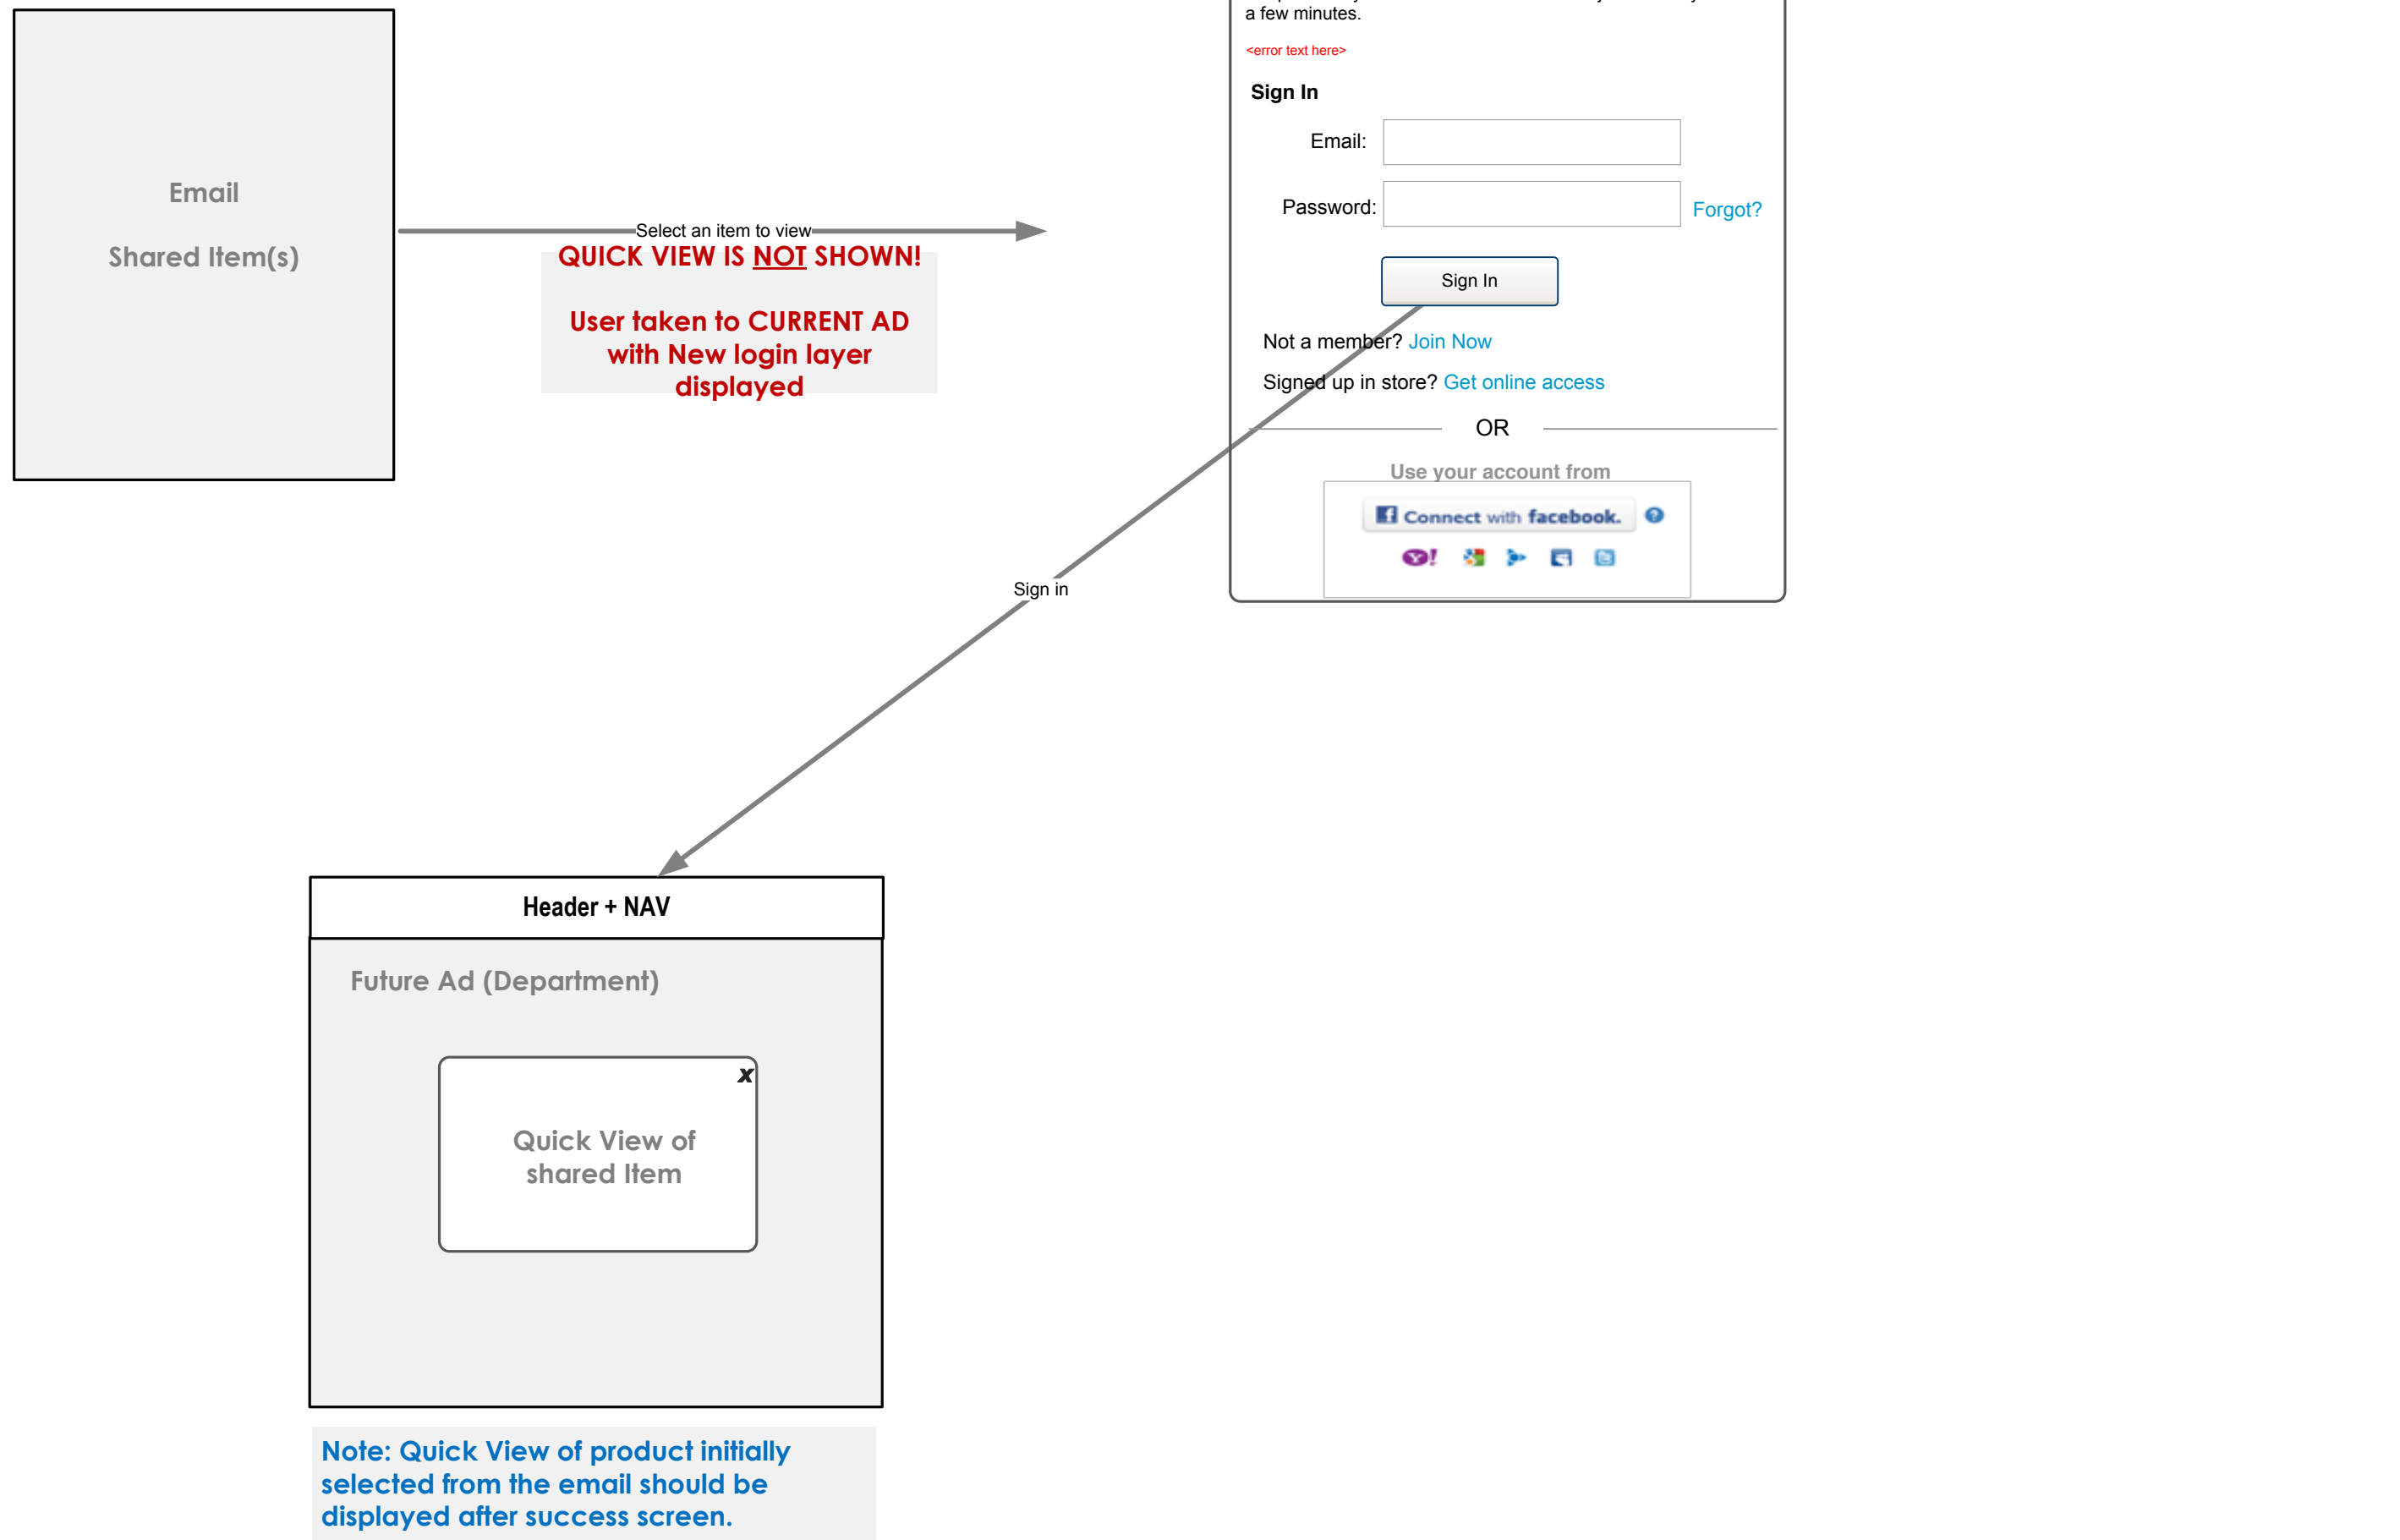 a few minutes.
<error text here>
Sign In
Email:
Password:
Forgot?
Sign In
Not a member? Join Now
Signed up in store? Get online access
OR
Use your account from
Connect with facebook.
?
Y!
Email
Shared Item(s)
Select an item to view
QUICK VIEW IS NOT SHOWN!
User taken to CURRENT AD
with New login layer
displayed
Sign in
Header + NAV
Future Ad (Department)
x
Quick View of
shared Item
Note: Quick View of product initially
selected from the email should be
displayed after success screen.